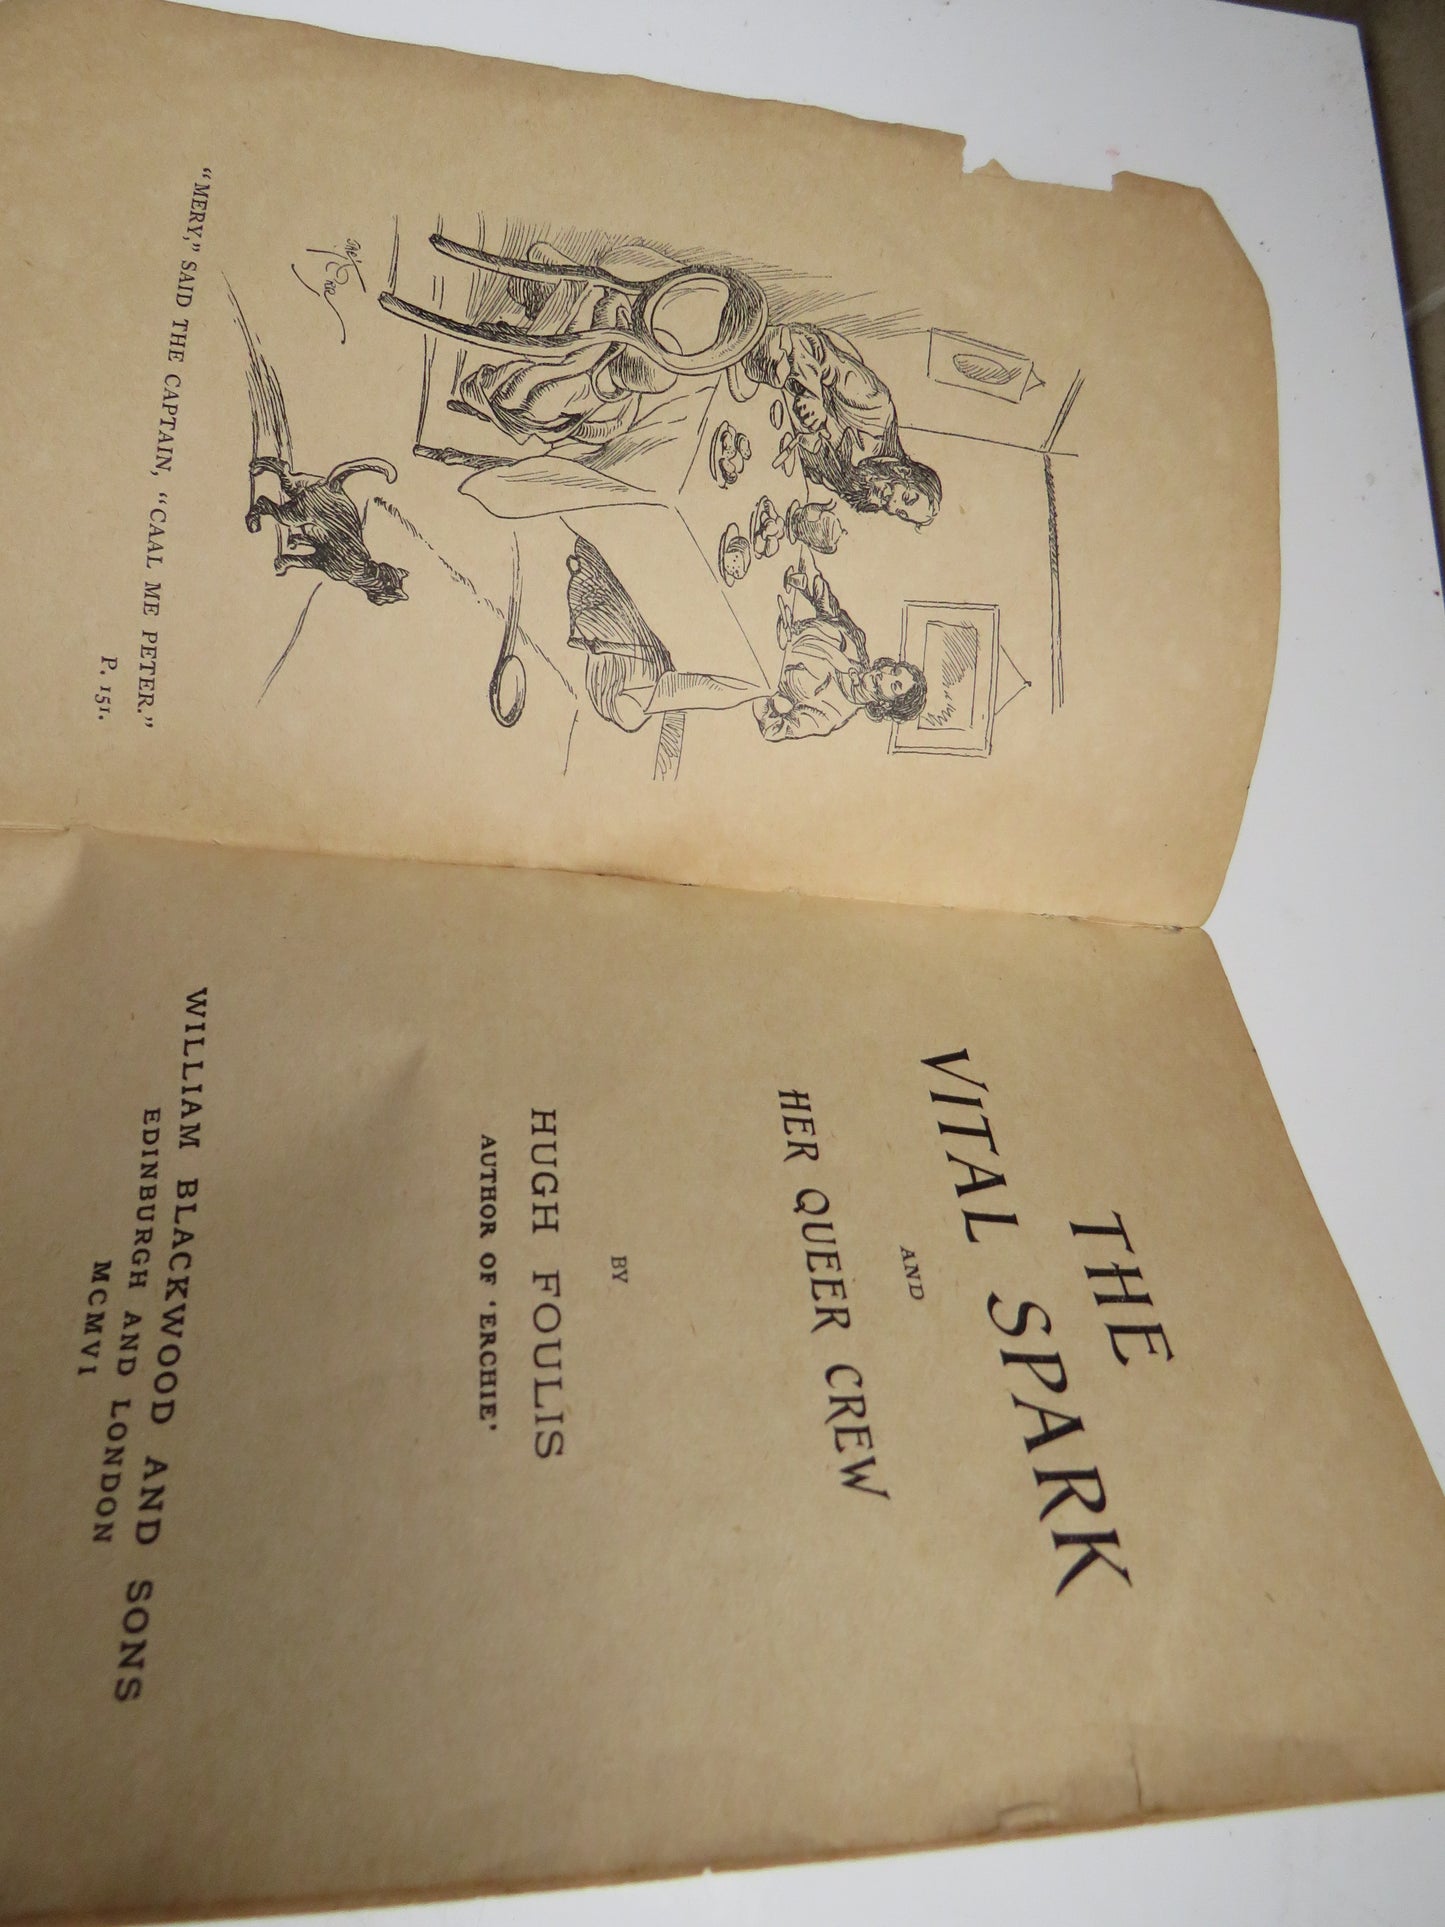 "MERY," SAID THE CAPTAIN, "CAAL ME PETER."
P. 151.
THE
VITAL SPARK
AND
HER QUEER CREW
BY
HUGH FOULIS
AUTHOR OF 'ERCHIE'
WILLIAM BLACKWOOD AND SONS
EDINBURGH AND LONDON
MCMVI